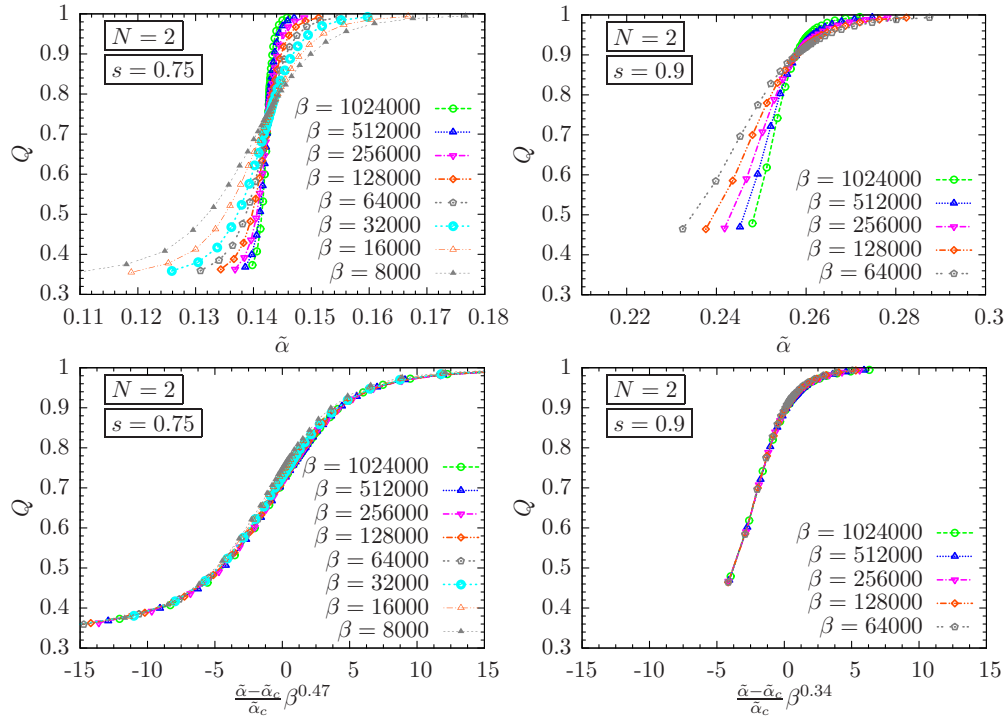 N = 2
s = 0.75
β = 1024000
β = 512000
β = 256000
β = 128000
β = 64000
β = 32000
β = 16000
β = 8000
Q
1
0.9
0.8
0.7
0.6
0.5
0.4
0.3
0.11 0.12 0.13 0.14 0.15 0.16 0.17 0.18
α̃
N = 2
s = 0.9
β = 1024000
β = 512000
β = 256000
β = 128000
β = 64000
Q
1
0.9
0.8
0.7
0.6
0.5
0.4
0.3
0.22 0.24 0.26 0.28 0.3
α̃
N = 2
s = 0.75
β = 1024000
β = 512000
β = 256000
β = 128000
β = 64000
β = 32000
β = 16000
β = 8000
Q
1
0.9
0.8
0.7
0.6
0.5
0.4
0.3
-15 -10 -5 0 5 10 15
(α̃−α̃_c)/α̃_c β^0.47
N = 2
s = 0.9
β = 1024000
β = 512000
β = 256000
β = 128000
β = 64000
Q
1
0.9
0.8
0.7
0.6
0.5
0.4
0.3
-15 -10 -5 0 5 10 15
(α̃−α̃_c)/α̃_c β^0.34